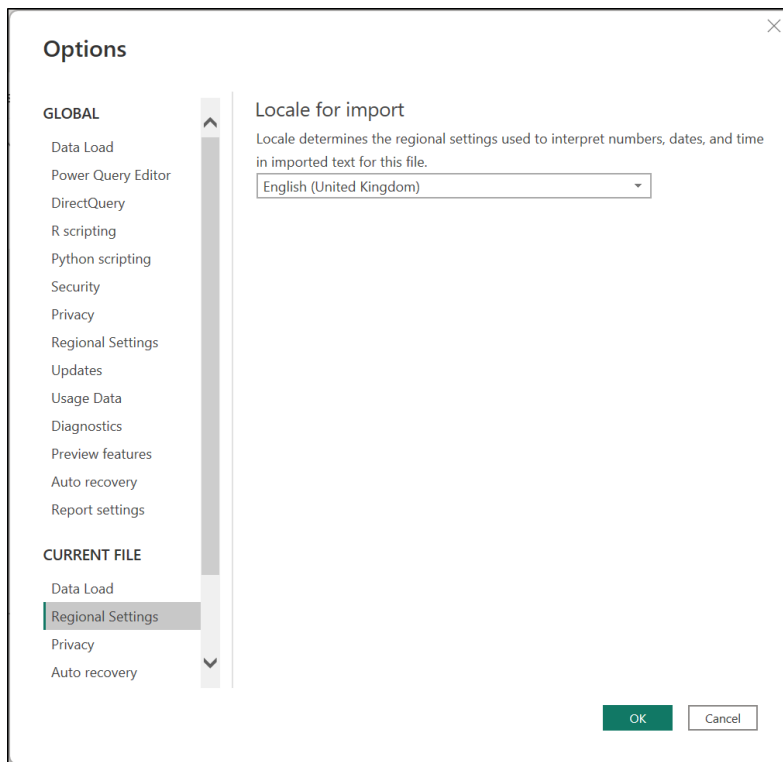 Options
GLOBAL
Data Load
Power Query Editor
DirectQuery
R scripting
Python scripting
Security
Privacy
Regional Settings
Updates
Usage Data
Diagnostics
Preview features
Auto recovery
Report settings
CURRENT FILE
Data Load
Regional Settings
Privacy
Auto recovery
Locale for import
Locale determines the regional settings used to interpret numbers, dates, and time
in imported text for this file.
English (United Kingdom)
OK
Cancel